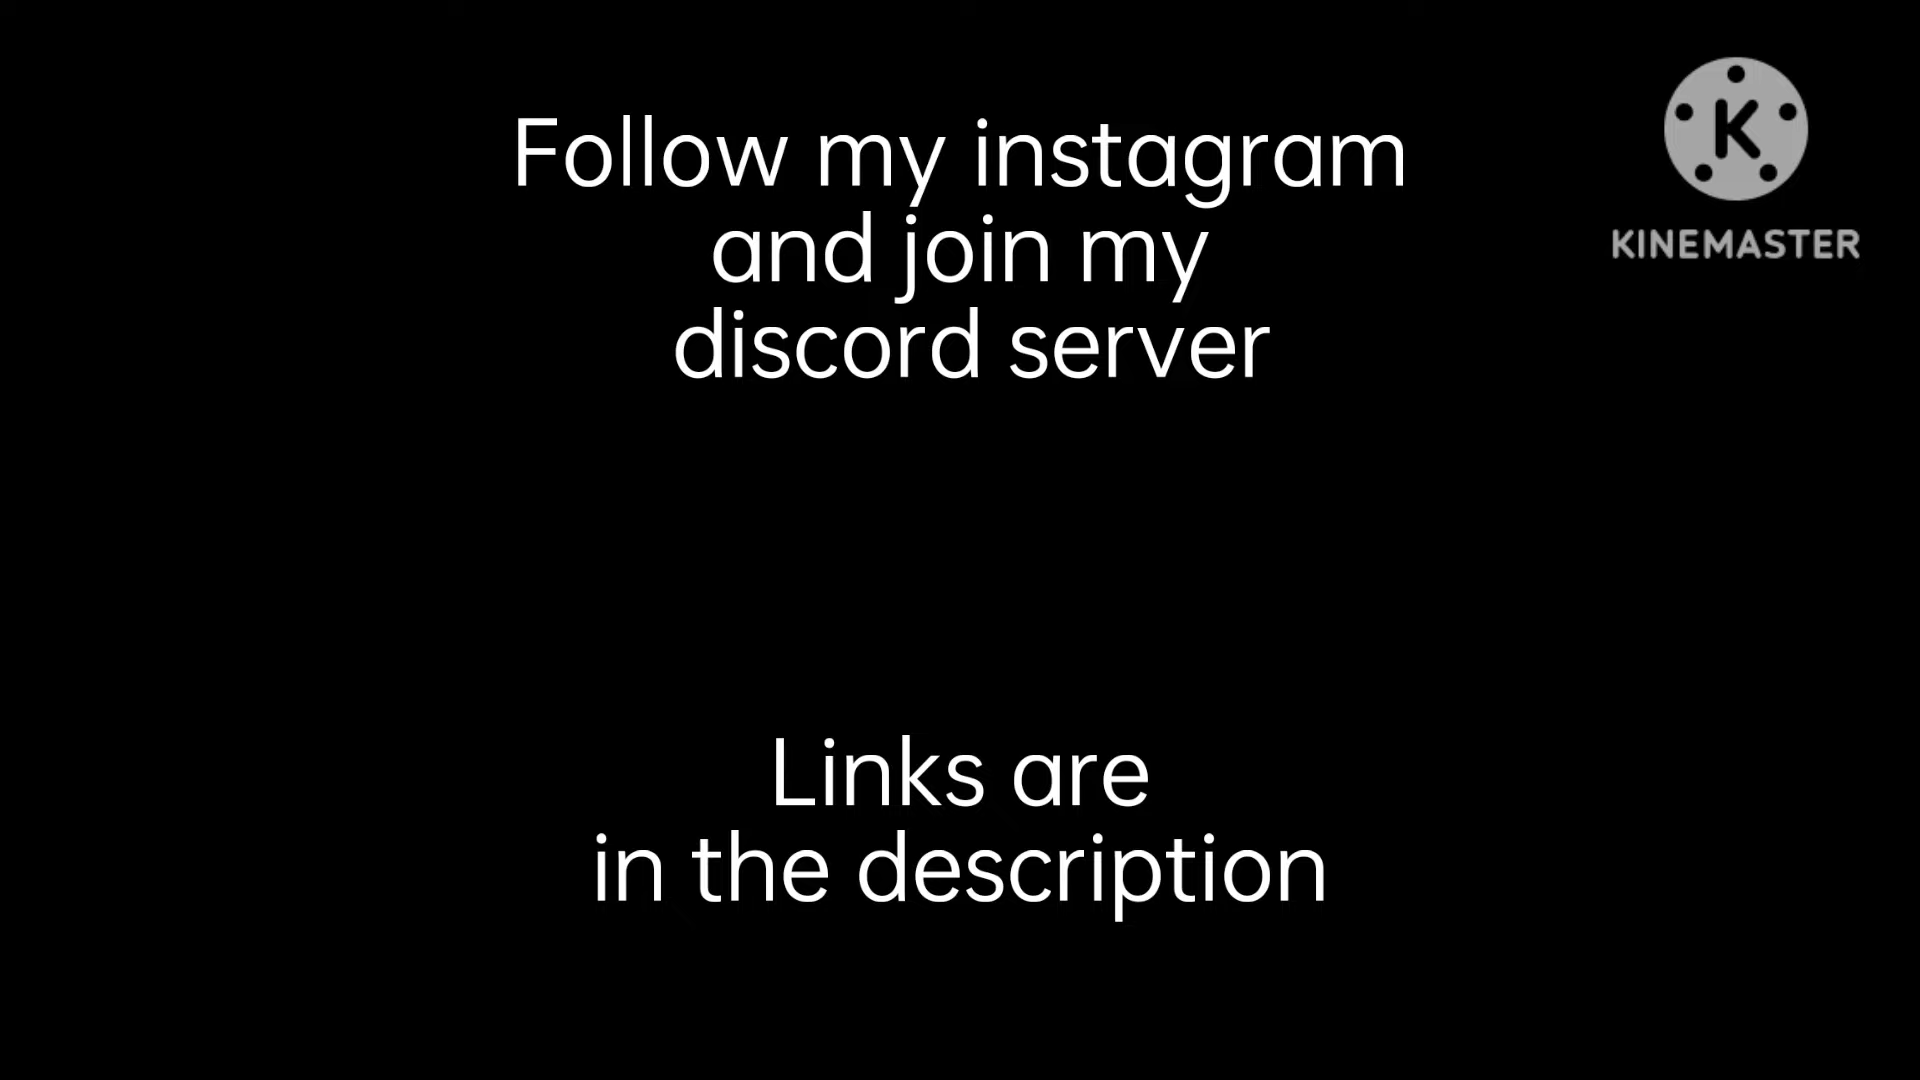 Follow my instagram
and join my
discord server
K
KINEMASTER
Links are
in the description